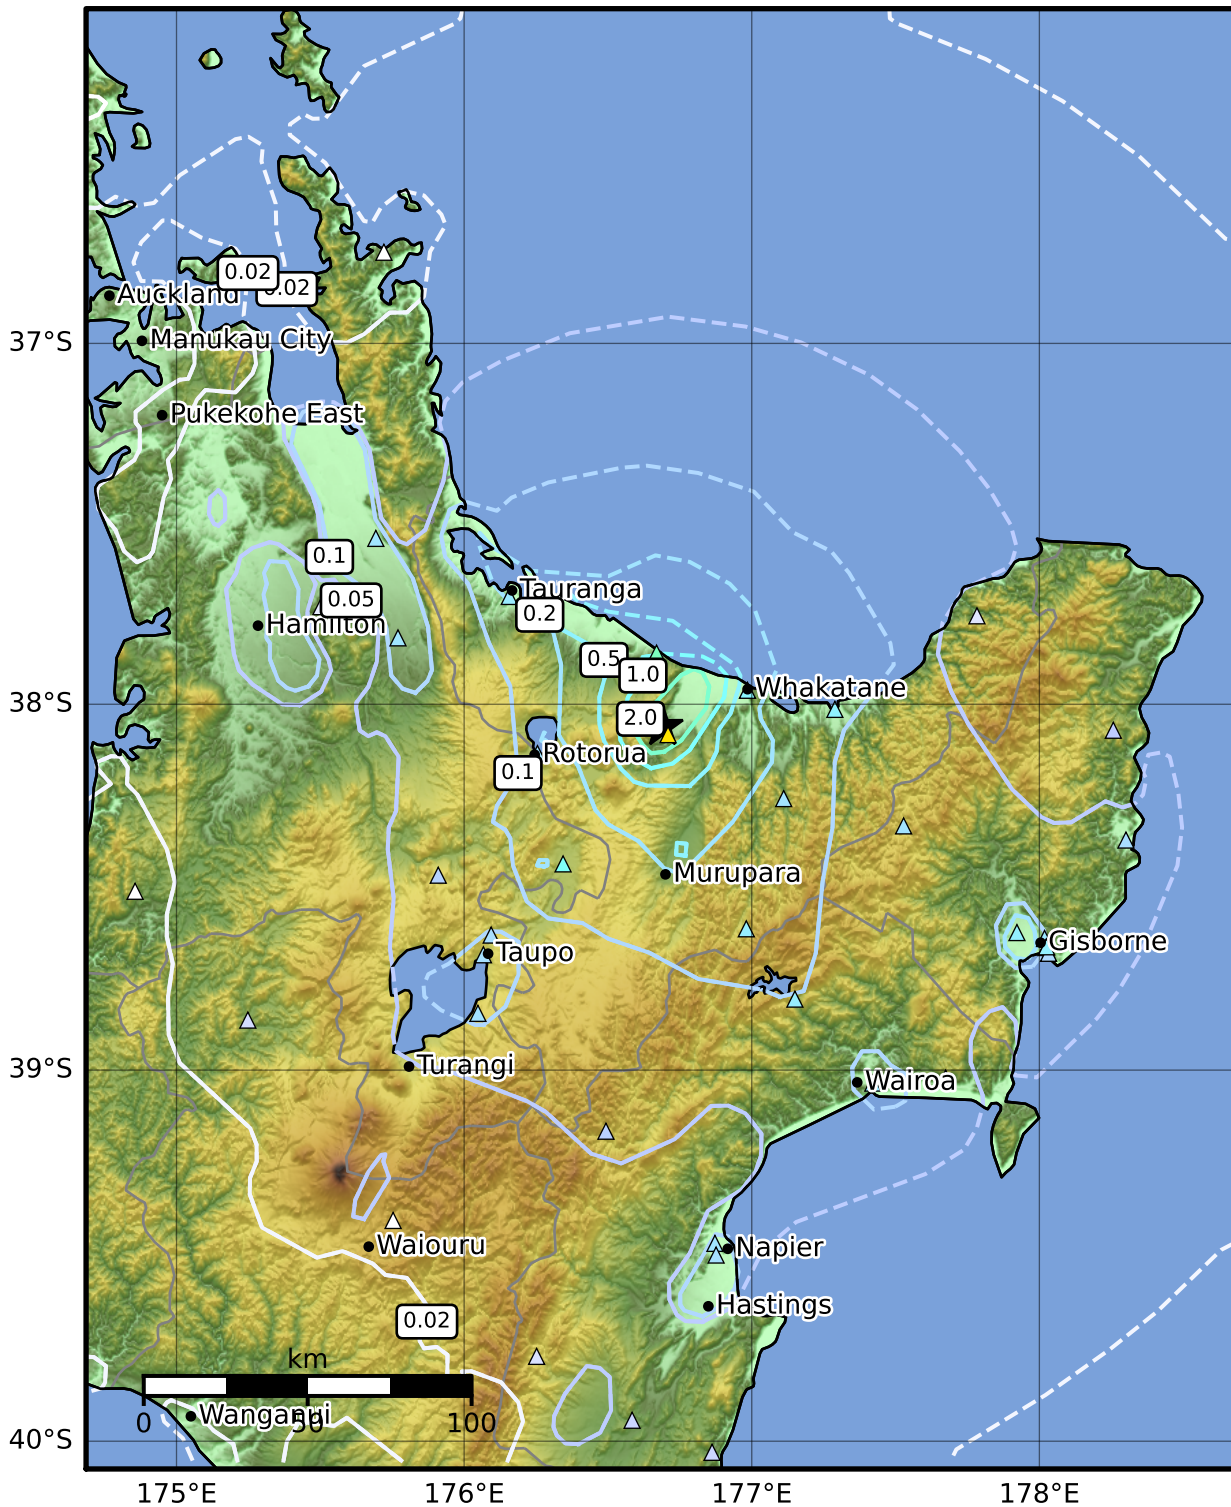 0.02
0.02
Auckland
Manukau City
37°S
Pukekohe East
0.1
Tauranga
0.05
0.2
Hamilton
0.5
1.0
Whakatane
38°S
2.0
Rotorua
0.1
Murupara
Gisborne
Taupo
Turangi
39°S
Wairoa
Waiouru
Napier
Hastings
0.02
km
Wanganui
0 50 100
40°S
175°E 176°E 177°E 178°E